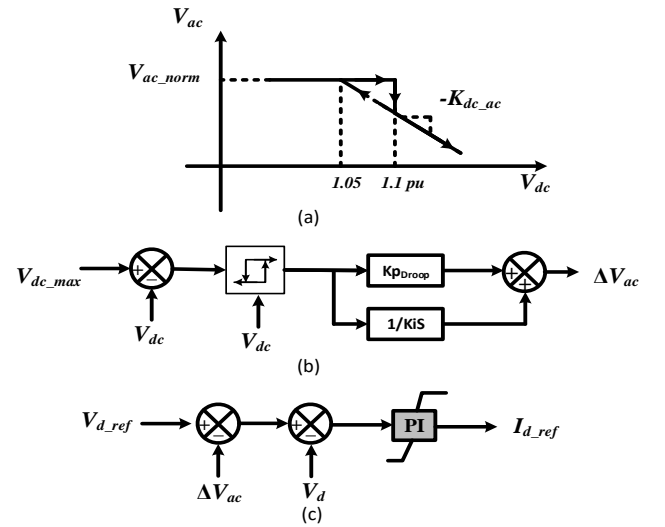 V_ac
V_ac_norm
-K_dc_ac
1.05
1.1 pu
V_dc
(a)
V_dc_max
+
−
V_dc
V_dc
Kp_Droop
1/KiS
+
+
ΔV_ac
(b)
V_d_ref
+
−
ΔV_ac
+
−
V_d
PI
I_d_ref
(c)